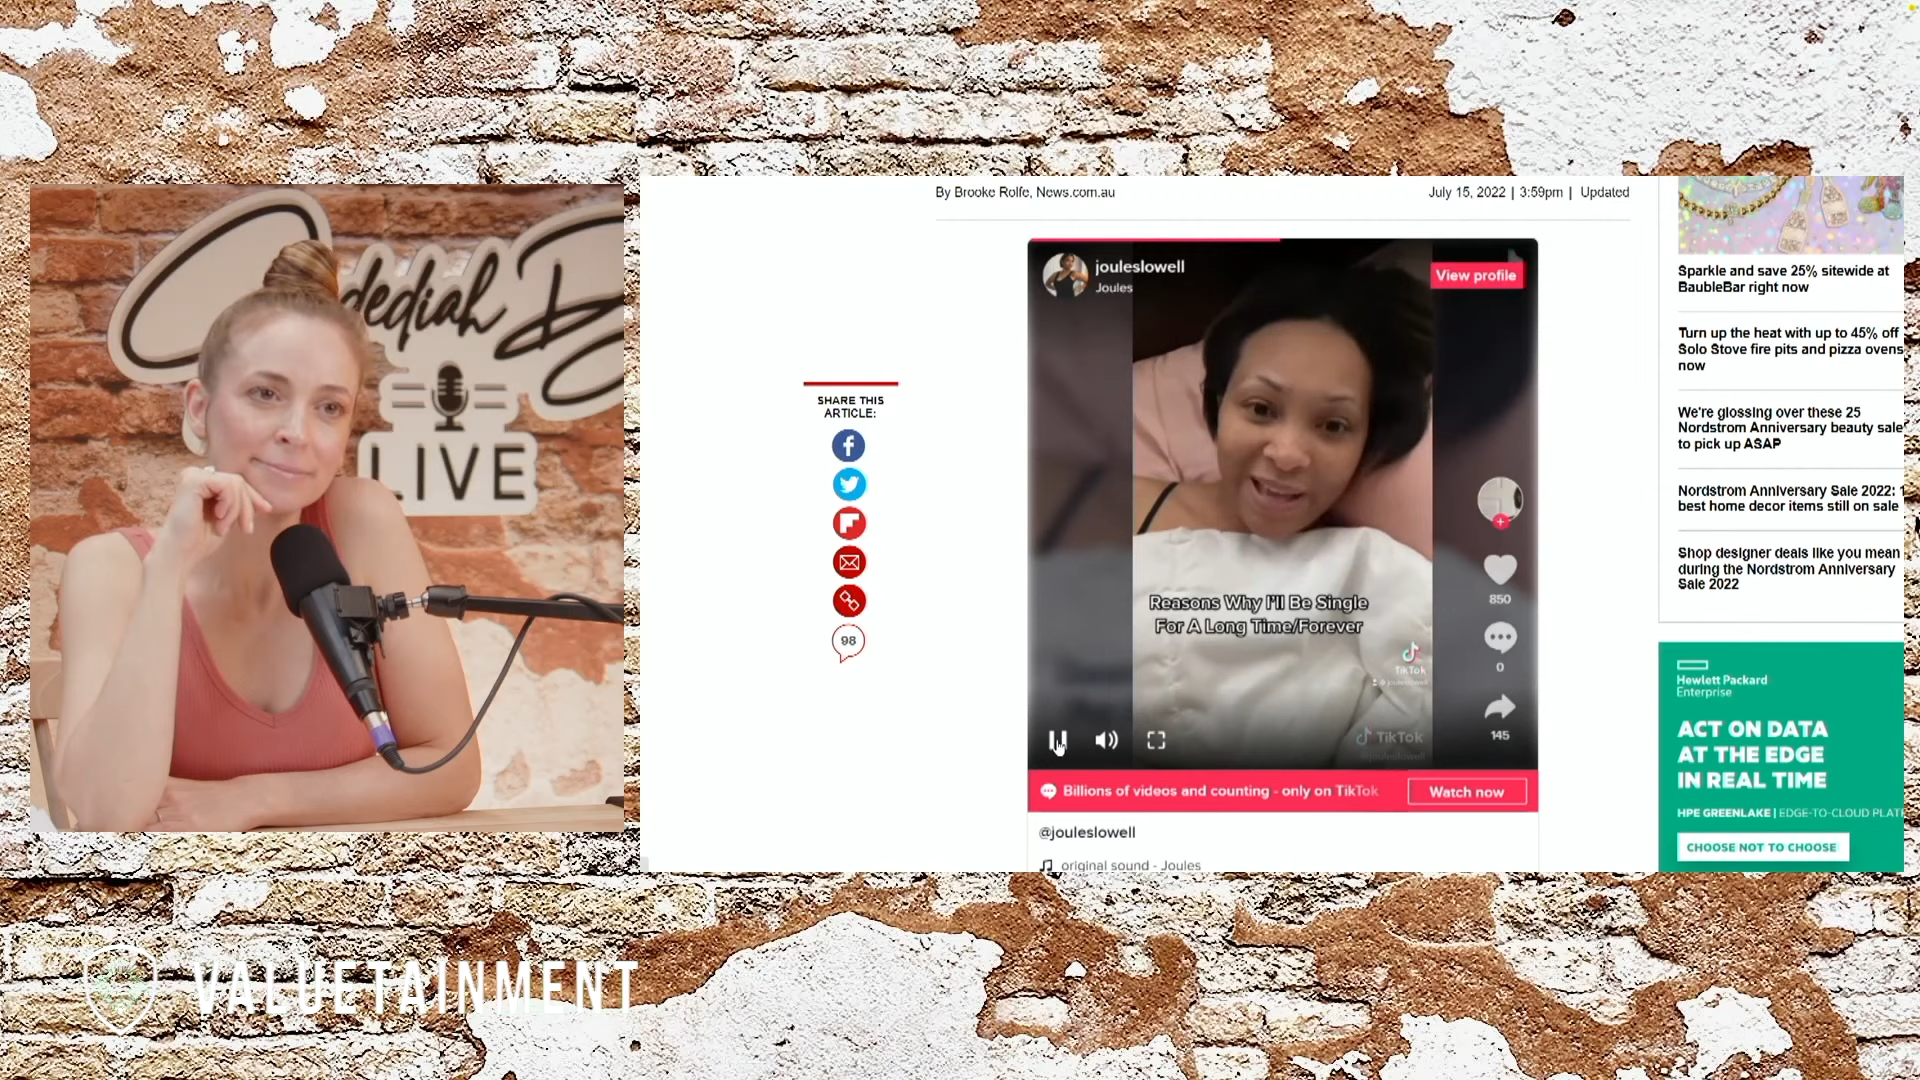 Jedediah B
LIVE
By Brooke Rolfe, News.com.au
July 15, 2022 | 3:59pm | Updated
SHARE THIS
ARTICLE:
98
jouleslowell
Joules
View profile
Reasons Why I'll Be Single
For A Long Time/Forever
TikTok
850
0
145
TikTok
Billions of videos and counting - only on TikTok
Watch now
@jouleslowell
original sound - Joules
Sparkle and save 25% sitewide at
BaubleBar right now
Turn up the heat with up to 45% off
Solo Stove fire pits and pizza ovens
now
We're glossing over these 25
Nordstrom Anniversary beauty sale
to pick up ASAP
Nordstrom Anniversary Sale 2022:
best home decor items still on sale
Shop designer deals like you mean
during the Nordstrom Anniversary
Sale 2022
Hewlett Packard
Enterprise
ACT ON DATA
AT THE EDGE
IN REAL TIME
HPE GREENLAKE | EDGE-TO-CLOUD PLATF
CHOOSE NOT TO CHOOSE
VALUETAINMENT